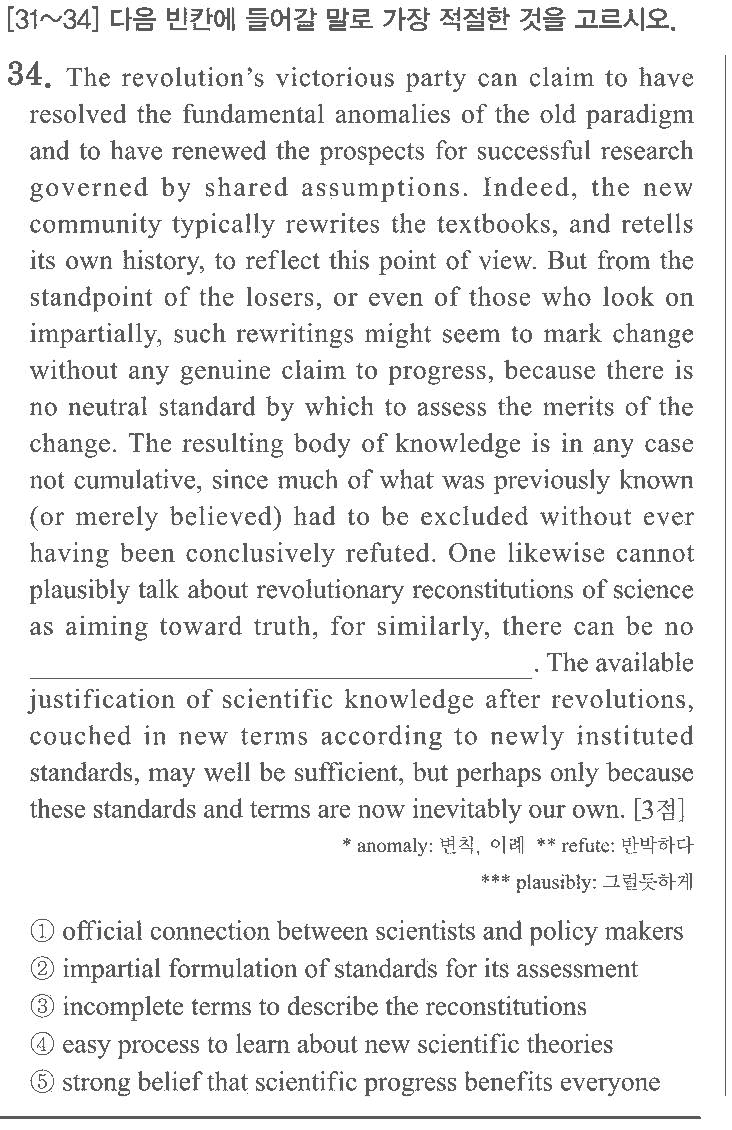 [31～34] 다음 빈칸에 들어갈 말로 가장 적절한 것을 고르시오.
34. The revolution's victorious party can claim to have
resolved the fundamental anomalies of the old paradigm
and to have renewed the prospects for successful research
governed by shared assumptions. Indeed, the new
community typically rewrites the textbooks, and retells
its own history, to reflect this point of view. But from the
standpoint of the losers, or even of those who look on
impartially, such rewritings might seem to mark change
without any genuine claim to progress, because there is
no neutral standard by which to assess the merits of the
change. The resulting body of knowledge is in any case
not cumulative, since much of what was previously known
(or merely believed) had to be excluded without ever
having been conclusively refuted. One likewise cannot
plausibly talk about revolutionary reconstitutions of science
as aiming toward truth, for similarly, there can be no
____________________. The available
justification of scientific knowledge after revolutions,
couched in new terms according to newly instituted
standards, may well be sufficient, but perhaps only because
these standards and terms are now inevitably our own. [3점]
* anomaly: 변칙, 이례 ** refute: 반박하다
*** plausibly: 그럴듯하게
① official connection between scientists and policy makers
② impartial formulation of standards for its assessment
③ incomplete terms to describe the reconstitutions
④ easy process to learn about new scientific theories
⑤ strong belief that scientific progress benefits everyone